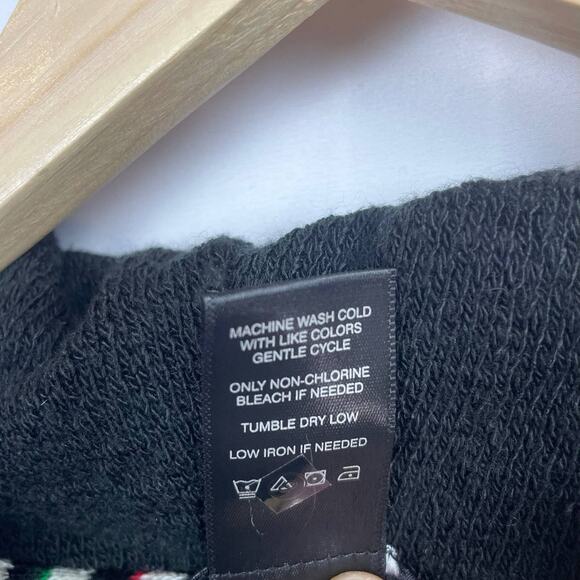 MACHINE WASH COLD
WITH LIKE COLORS
GENTLE CYCLE
ONLY NON-CHLORINE
BLEACH IF NEEDED
TUMBLE DRY LOW
LOW IRON IF NEEDED